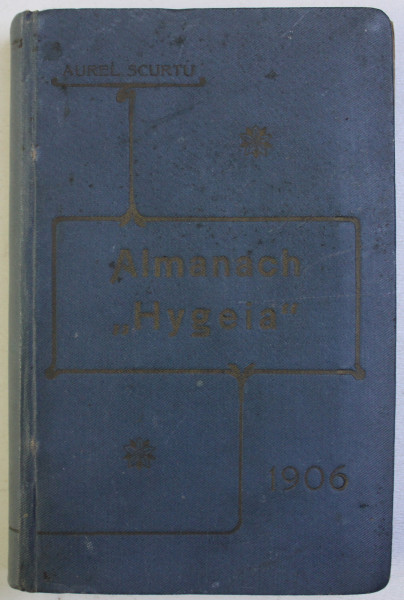 AUREL SCURTU
Almanach
„Hygeia"
1906